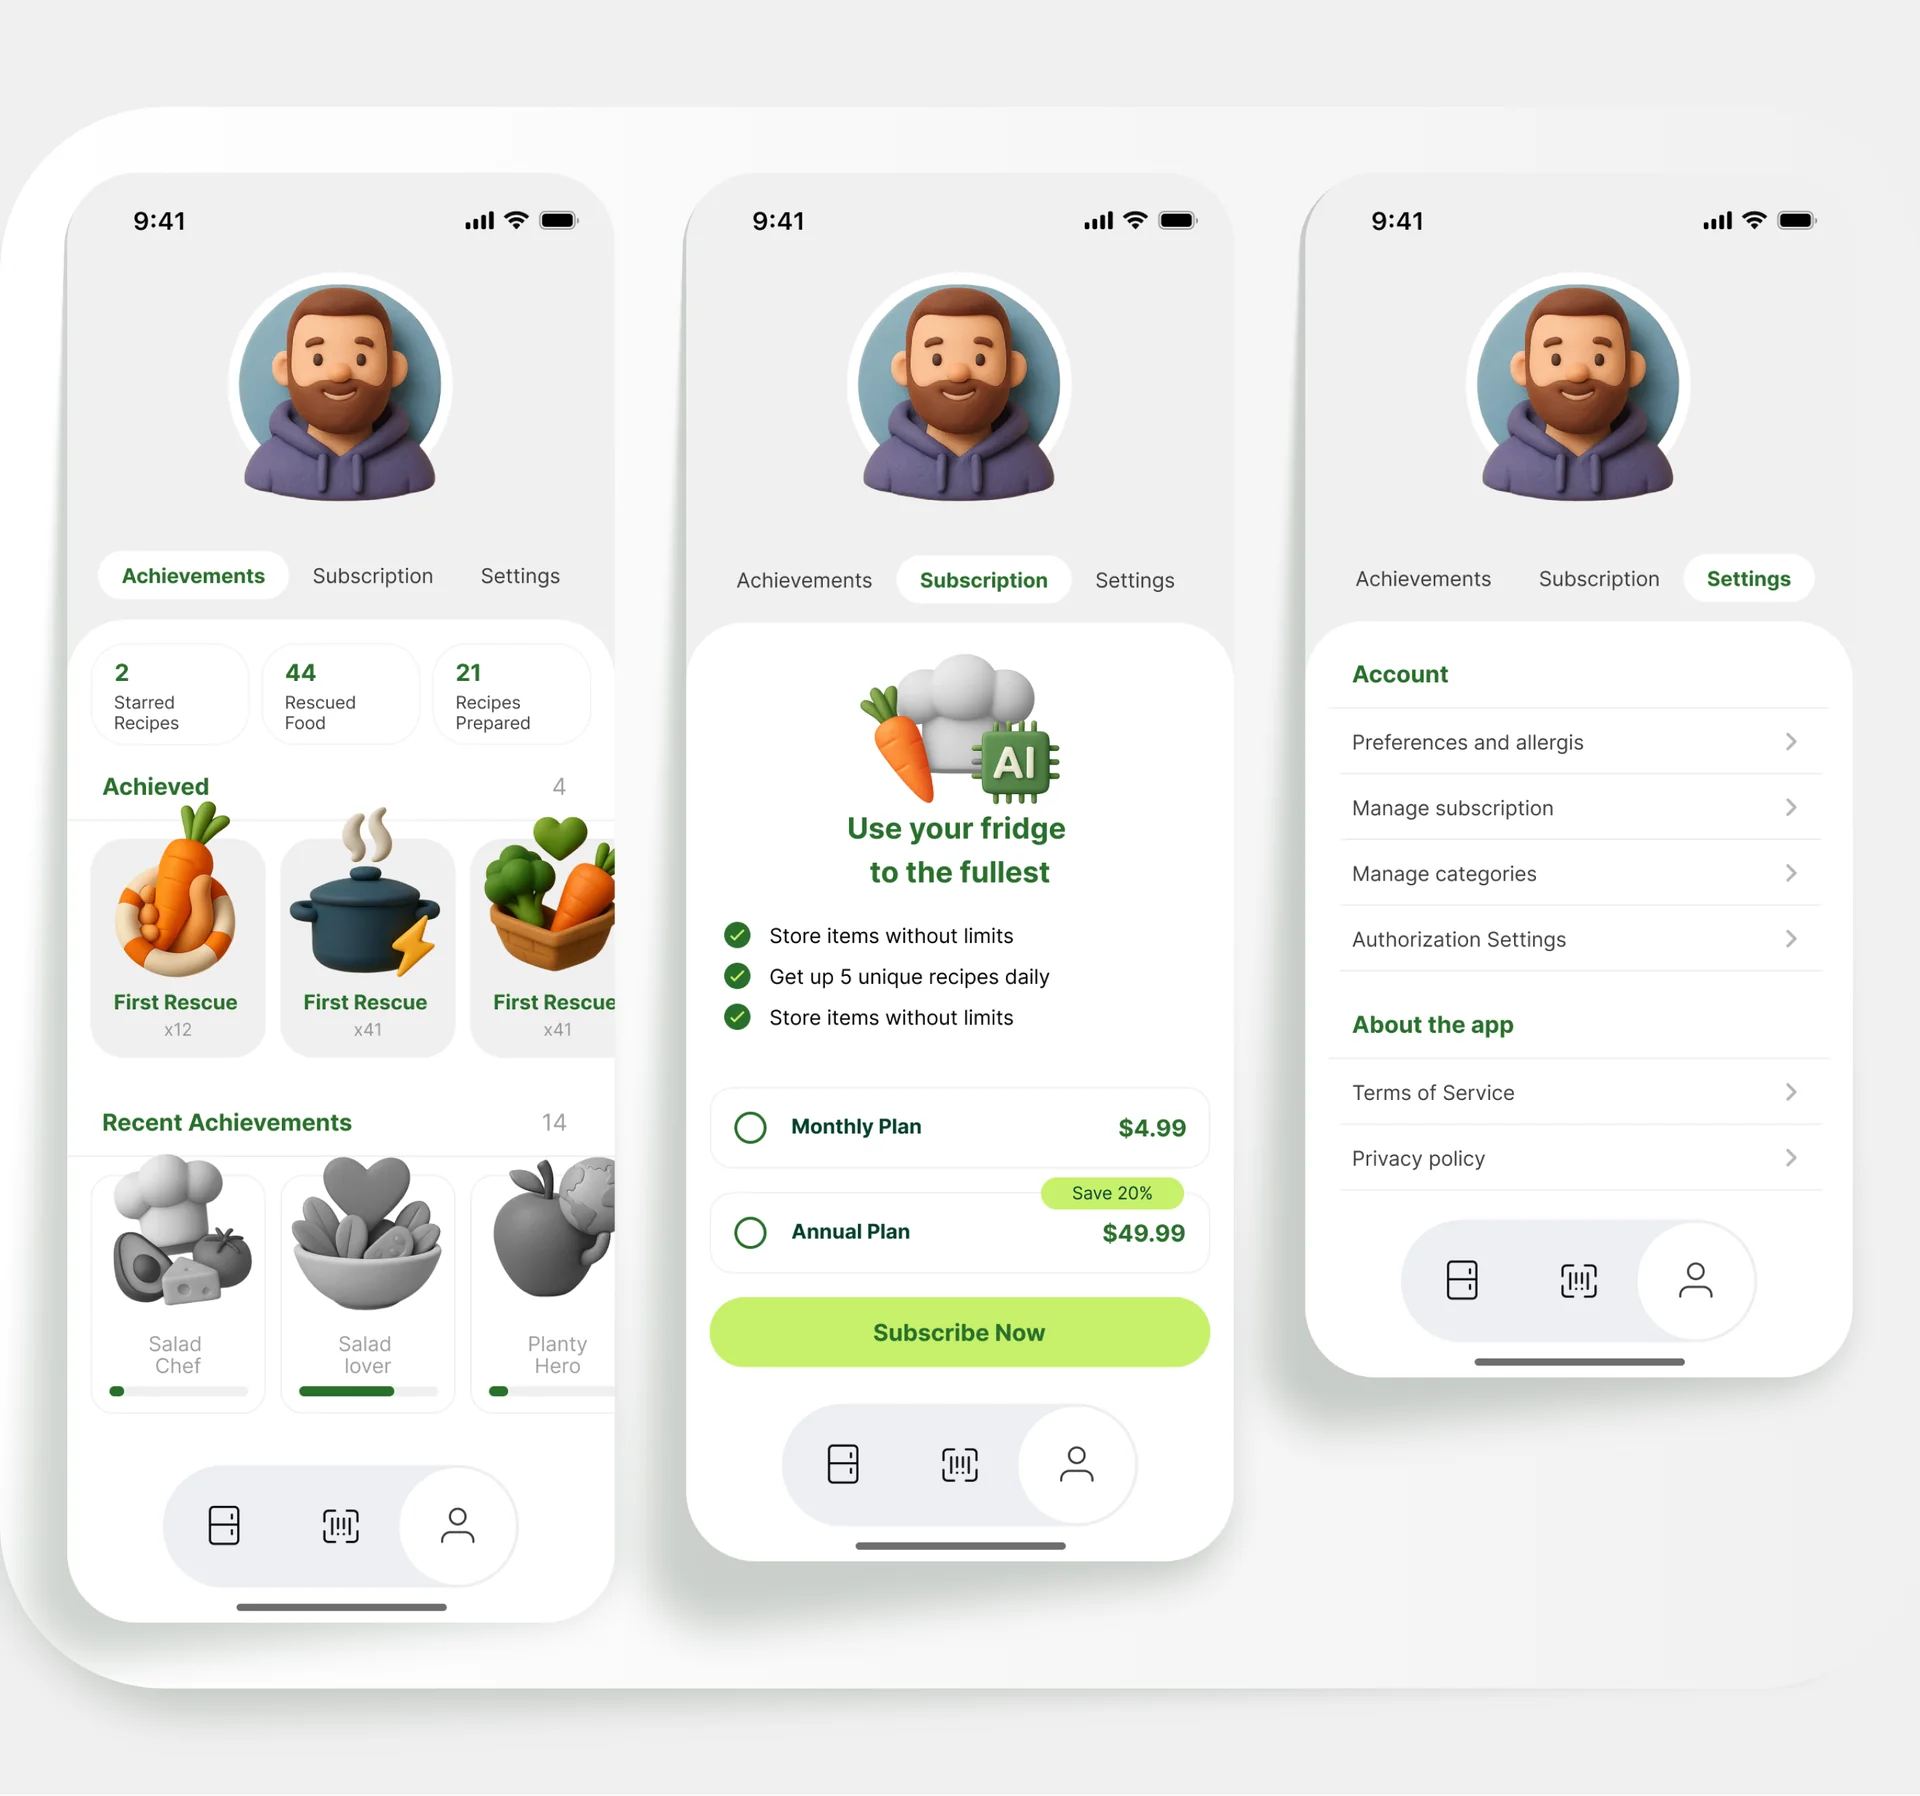 9:41
Achievements Subscription Settings
2
Starred
Recipes
44
Rescued
Food
21
Recipes
Prepared
Achieved 4
First Rescue
x12
First Rescue
x41
First Rescue
x41
Recent Achievements 14
Salad
Chef
Salad
lover
Planty
Hero
9:41
Achievements Subscription Settings
AI
Use your fridge
to the fullest
Store items without limits
Get up 5 unique recipes daily
Store items without limits
Monthly Plan $4.99
Save 20%
Annual Plan $49.99
Subscribe Now
9:41
Achievements Subscription Settings
Account
Preferences and allergis
Manage subscription
Manage categories
Authorization Settings
About the app
Terms of Service
Privacy policy